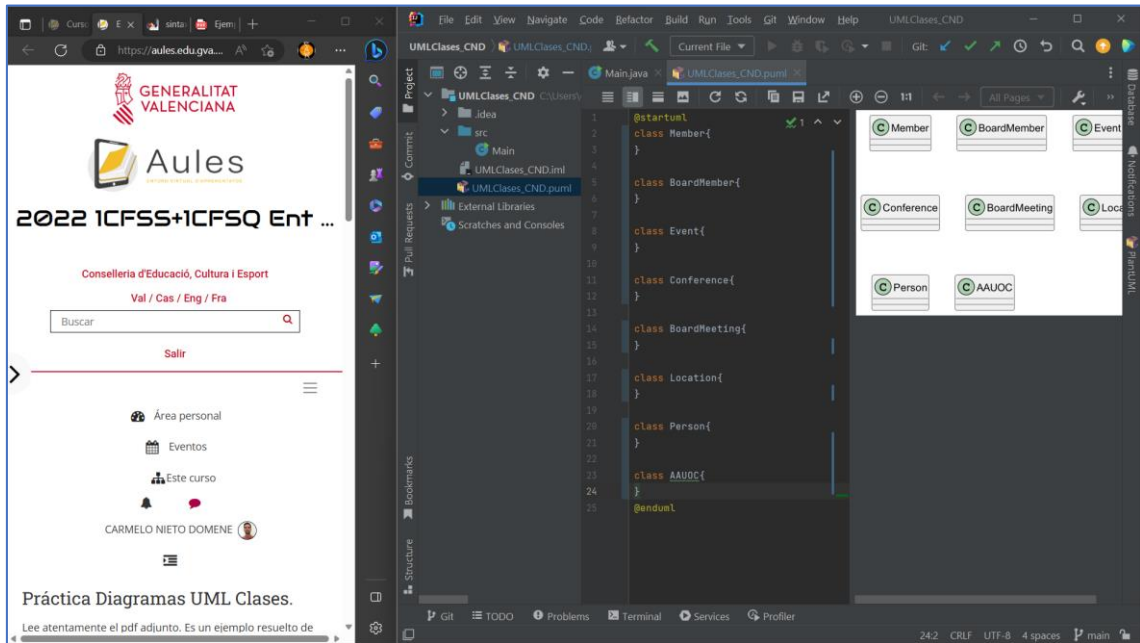 Curs:
E
sinta
Ejem
https://aules.edu.gva....
GENERALITAT
VALENCIANA
Aules
2022 1CFSS+1CFSQ Ent ...
Conselleria d'Educació, Cultura i Esport
Val / Cas / Eng / Fra
Buscar
Salir
Área personal
Eventos
Este curso
CARMELO NIETO DOMENE
Práctica Diagramas UML Clases.
Lee atentamente el pdf adjunto. Es un ejemplo resuelto de
File Edit View Navigate Code Refactor Build Run Tools Git Window Help UMLClases_CND
UMLClases_CND UMLClases_CND.p Current File Git:
Project
Commit
Pull Requests
Bookmarks
Structure
UMLClases_CND C:\Users\
.idea
src
Main
UMLClases_CND.iml
UMLClases_CND.puml
External Libraries
Scratches and Consoles
Main.java UMLClases_CND.puml
1:1 All Pages
1 @startuml 1
2 class Member{
3 }
4
5 class BoardMember{
6 }
7
8 class Event{
9 }
10
11 class Conference{
12 }
13
14 class BoardMeeting{
15 }
16
17 class Location{
18 }
19
20 class Person{
21 }
22
23 class AAUOC{
24 }
25 @enduml
C Member C BoardMember C Event
C Conference C BoardMeeting C Loca
C Person C AAUOC
Database
Notifications
PlantUML
Git TODO Problems Terminal Services Profiler
24:2 CRLF UTF-8 4 spaces main